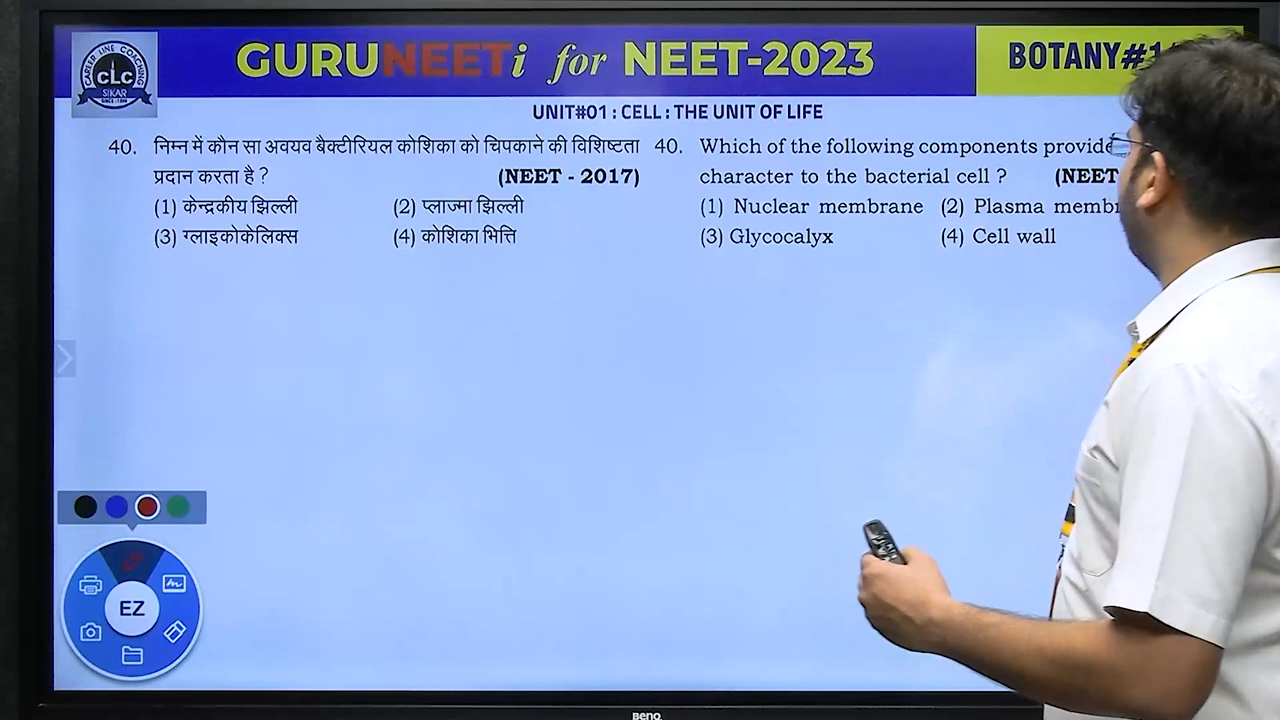 GURUNEETi for NEET-2023
BOTANY#1
CAREER LINE COACHING
CLC
SIKAR
SINCE : 1996
UNIT#01 : CELL : THE UNIT OF LIFE
40. निम्न में कौन सा अवयव बैक्टीरियल कोशिका को चिपकाने की विशिष्टता
प्रदान करता है ? (NEET - 2017)
(1) केन्द्रकीय झिल्ली (2) प्लाज्मा झिल्ली
(3) ग्लाइकोकेलिक्स (4) कोशिका भित्ति
40. Which of the following components provide
character to the bacterial cell ? (NEET
(1) Nuclear membrane (2) Plasma membr
(3) Glycocalyx (4) Cell wall
EZ
BenQ